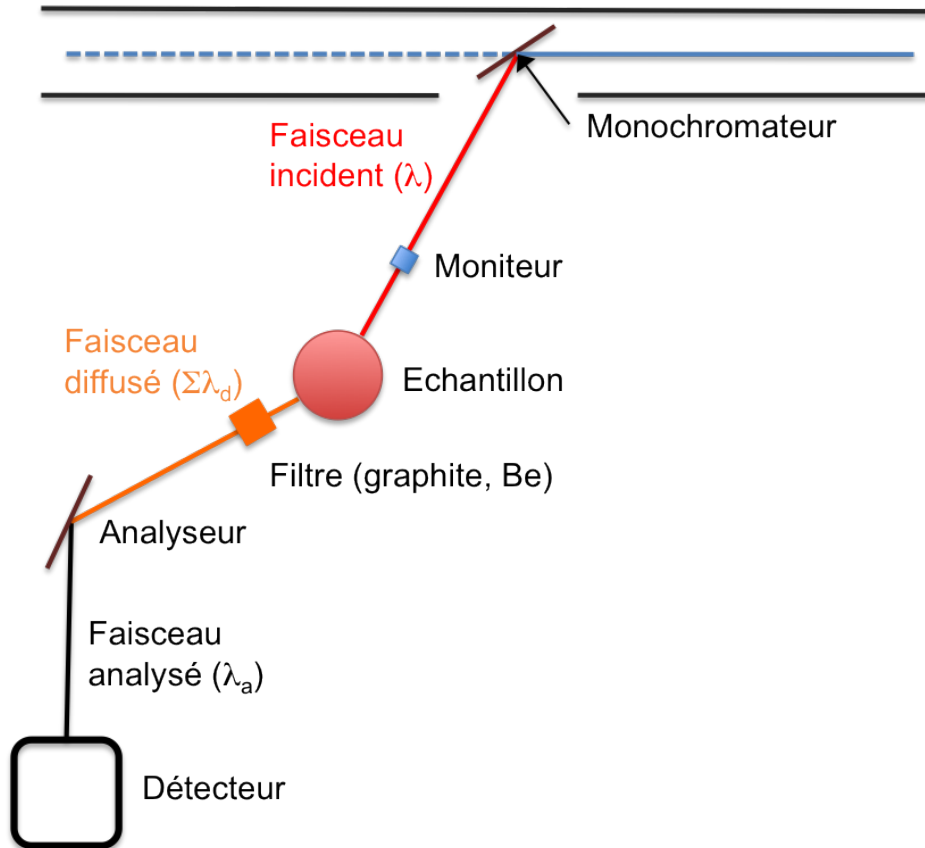 Monochromateur
Faisceau
incident (λ)
Moniteur
Faisceau
diffusé (Σλd)
Echantillon
Filtre (graphite, Be)
Analyseur
Faisceau
analysé (λa)
Détecteur